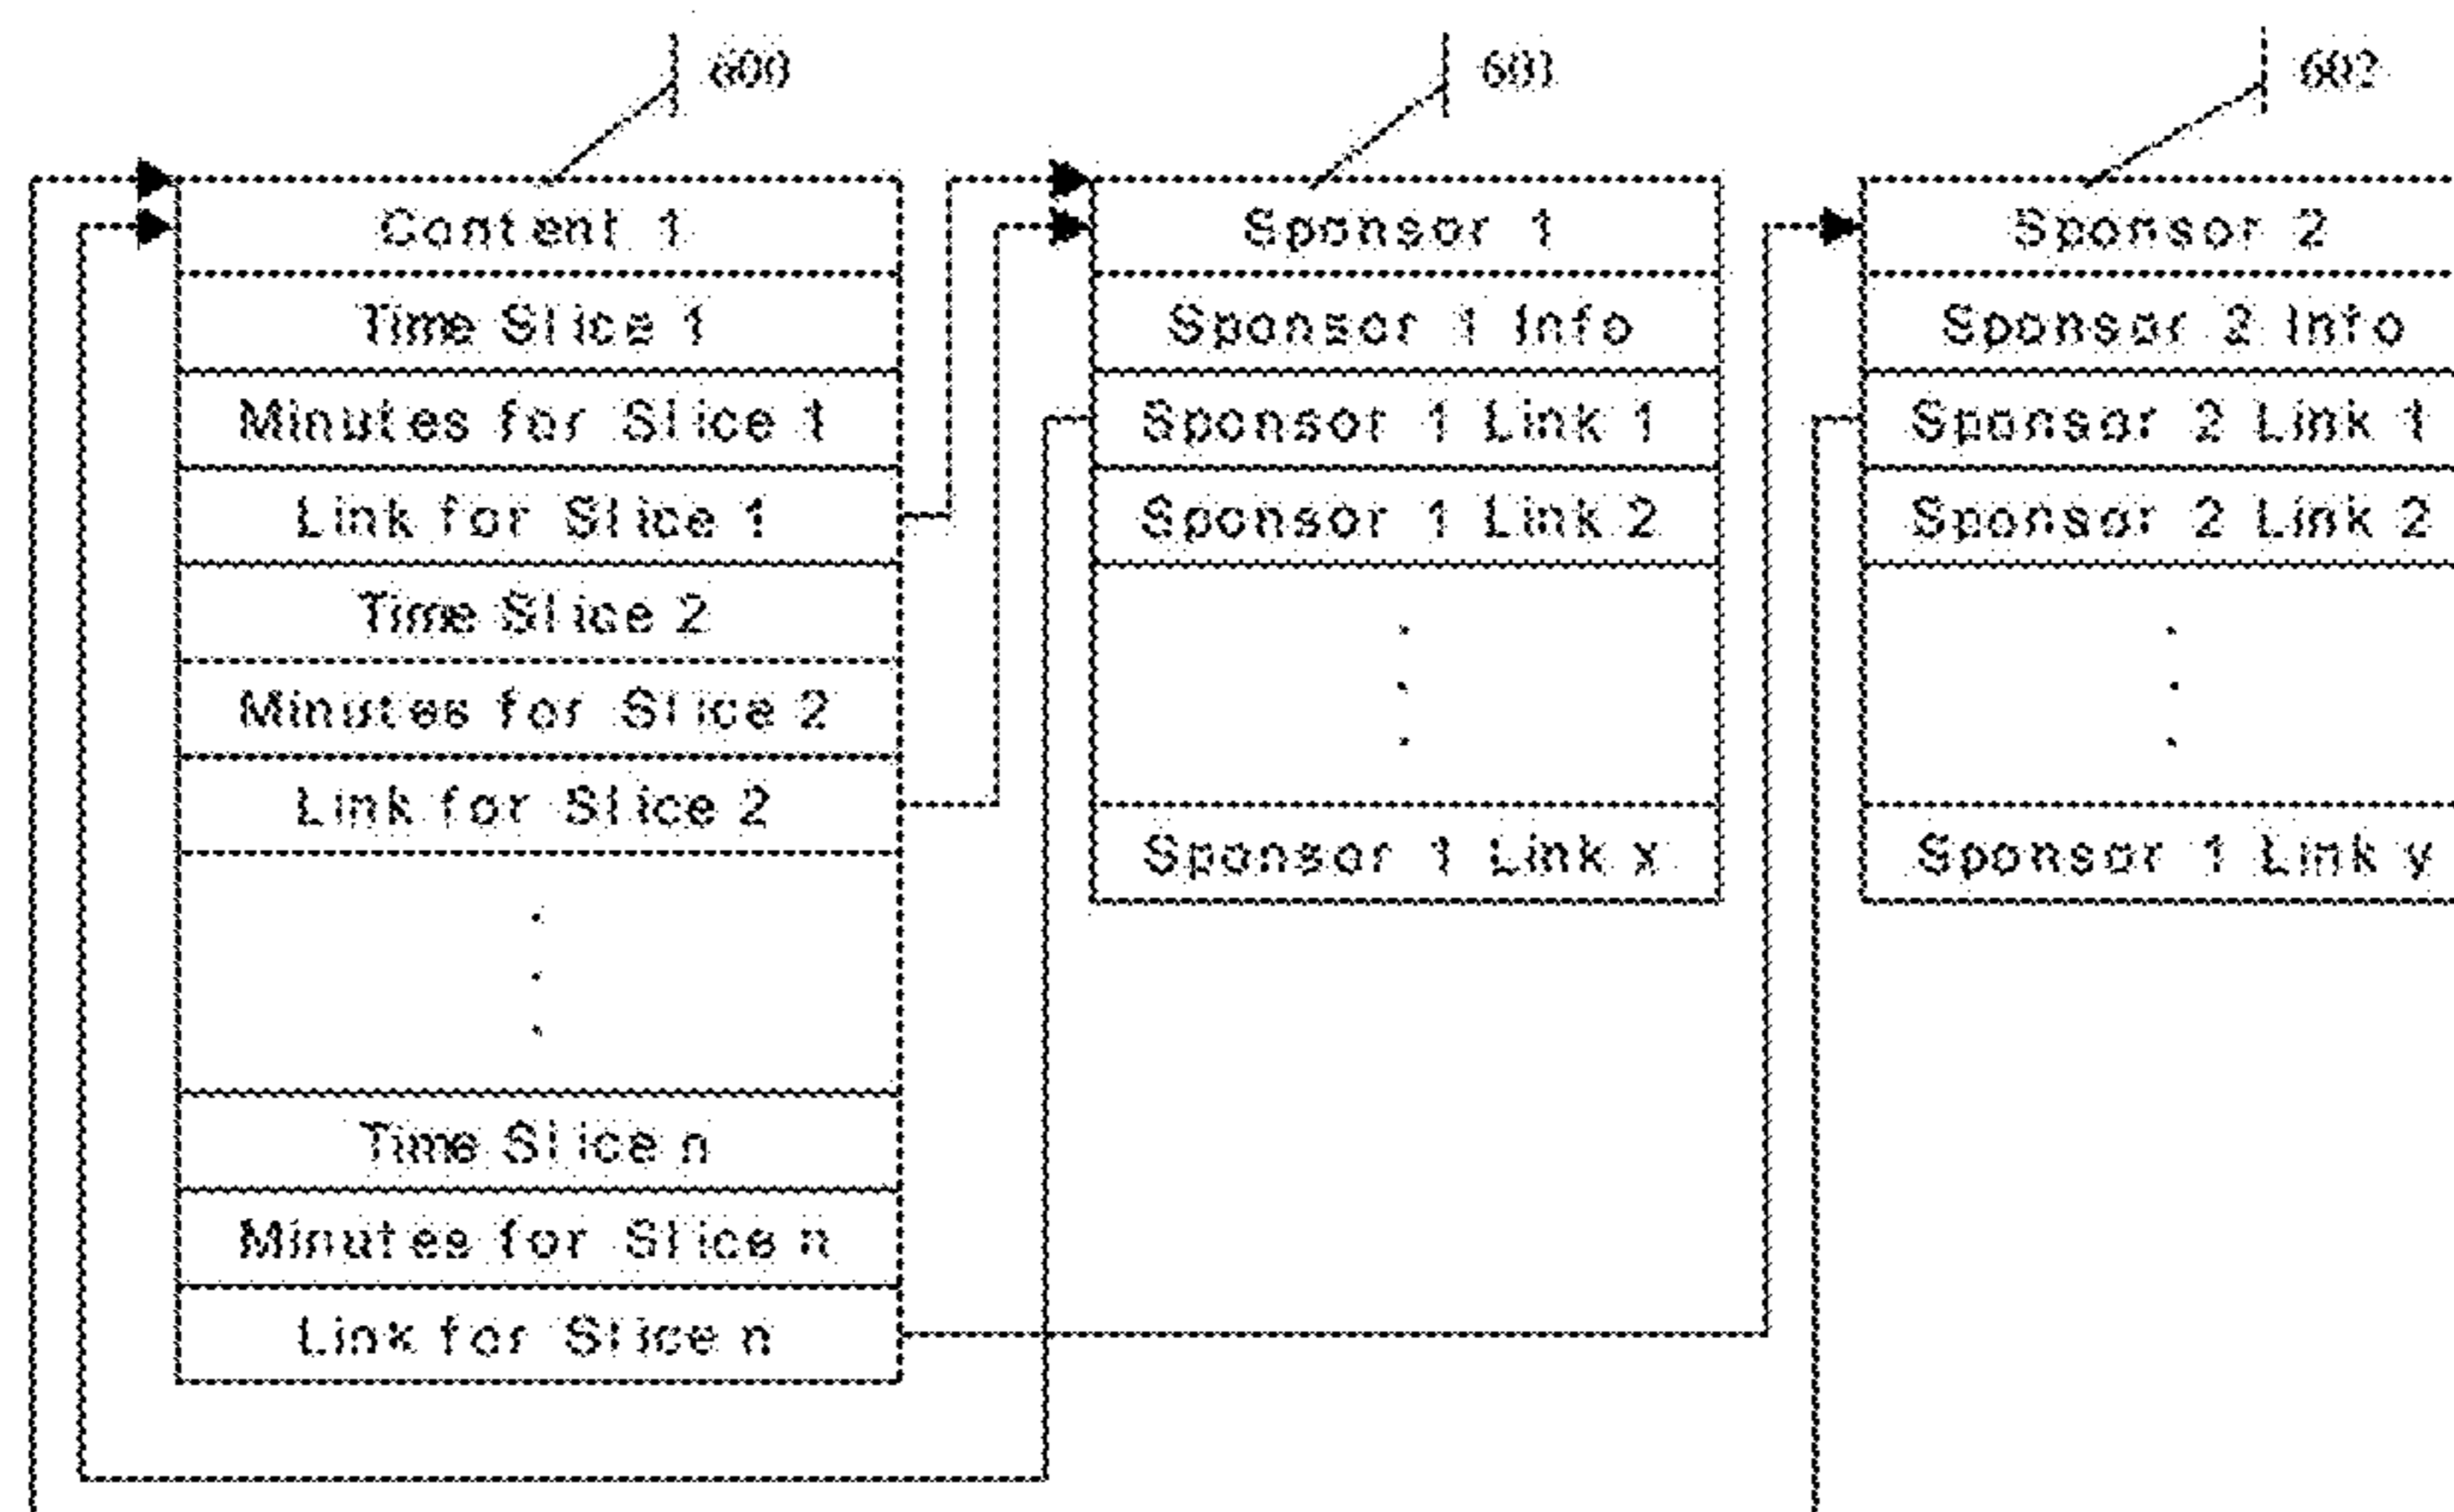 600
601
602
Content 1
Time Slice 1
Minutes for Slice 1
Link for Slice 1
Time Slice 2
Minutes for Slice 2
Link for Slice 2
Time Slice n
Minutes for Slice n
Link for Slice n
Sponsor 1
Sponsor 1 Info
Sponsor 1 Link 1
Sponsor 1 Link 2
Sponsor 1 Link x
Sponsor 2
Sponsor 2 Info
Sponsor 2 Link 1
Sponsor 2 Link 2
Sponsor 1 Link y